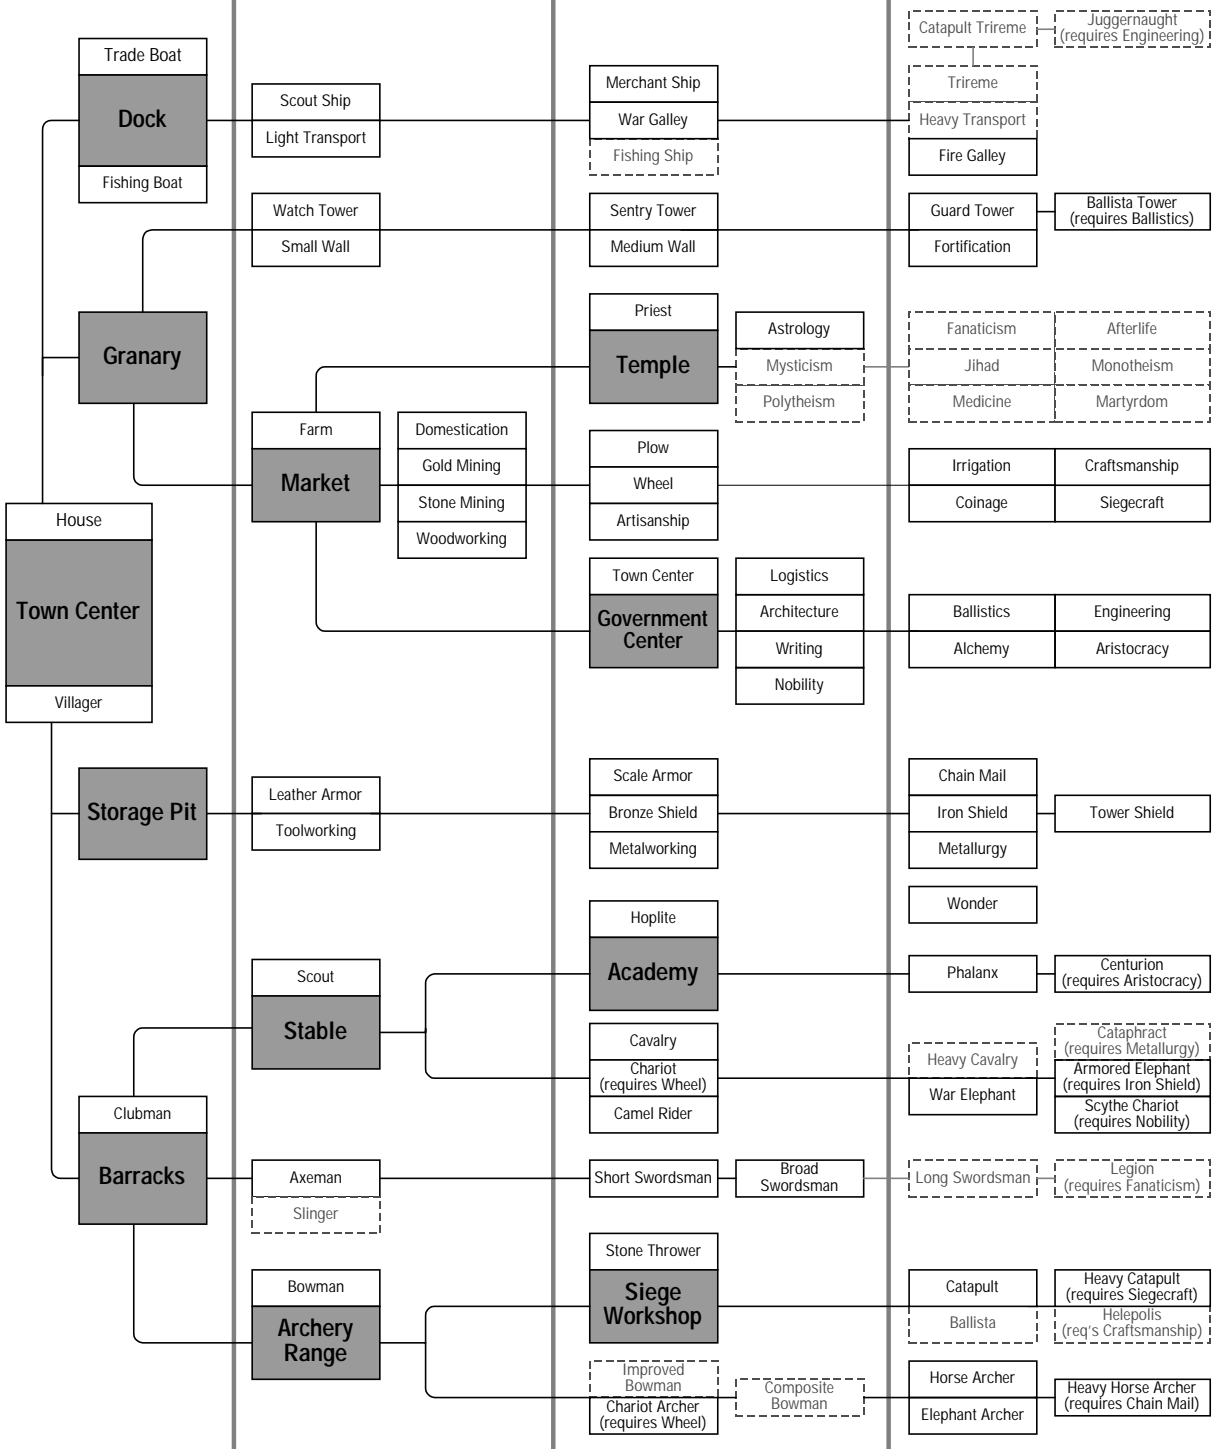 Trade Boat
Dock
Fishing Boat
Scout Ship
Light Transport
Merchant Ship
War Galley
Fishing Ship
Catapult Trireme
Juggernaught
(requires Engineering)
Trireme
Heavy Transport
Fire Galley
Granary
Watch Tower
Small Wall
Sentry Tower
Medium Wall
Guard Tower
Fortification
Ballista Tower
(requires Ballistics)
Priest
Temple
Astrology
Mysticism
Polytheism
Fanaticism
Afterlife
Jihad
Monotheism
Medicine
Martyrdom
Farm
Market
Domestication
Gold Mining
Stone Mining
Woodworking
Plow
Wheel
Artisanship
Irrigation
Craftsmanship
Coinage
Siegecraft
House
Town Center
Villager
Town Center
Government
Center
Logistics
Architecture
Writing
Nobility
Ballistics
Engineering
Alchemy
Aristocracy
Storage Pit
Leather Armor
Toolworking
Scale Armor
Bronze Shield
Metalworking
Chain Mail
Iron Shield
Metallurgy
Tower Shield
Wonder
Scout
Stable
Hoplite
Academy
Phalanx
Centurion
(requires Aristocracy)
Cavalry
Chariot
(requires Wheel)
Camel Rider
Heavy Cavalry
War Elephant
Cataphract
(requires Metallurgy)
Armored Elephant
(requires Iron Shield)
Scythe Chariot
(requires Nobility)
Clubman
Barracks
Axeman
Slinger
Short Swordsman
Broad
Swordsman
Long Swordsman
Legion
(requires Fanaticism)
Bowman
Archery
Range
Stone Thrower
Siege
Workshop
Catapult
Ballista
Heavy Catapult
(requires Siegecraft)
Helepolis
(req's Craftsmanship)
Improved
Bowman
Chariot Archer
(requires Wheel)
Composite
Bowman
Horse Archer
Elephant Archer
Heavy Horse Archer
(requires Chain Mail)